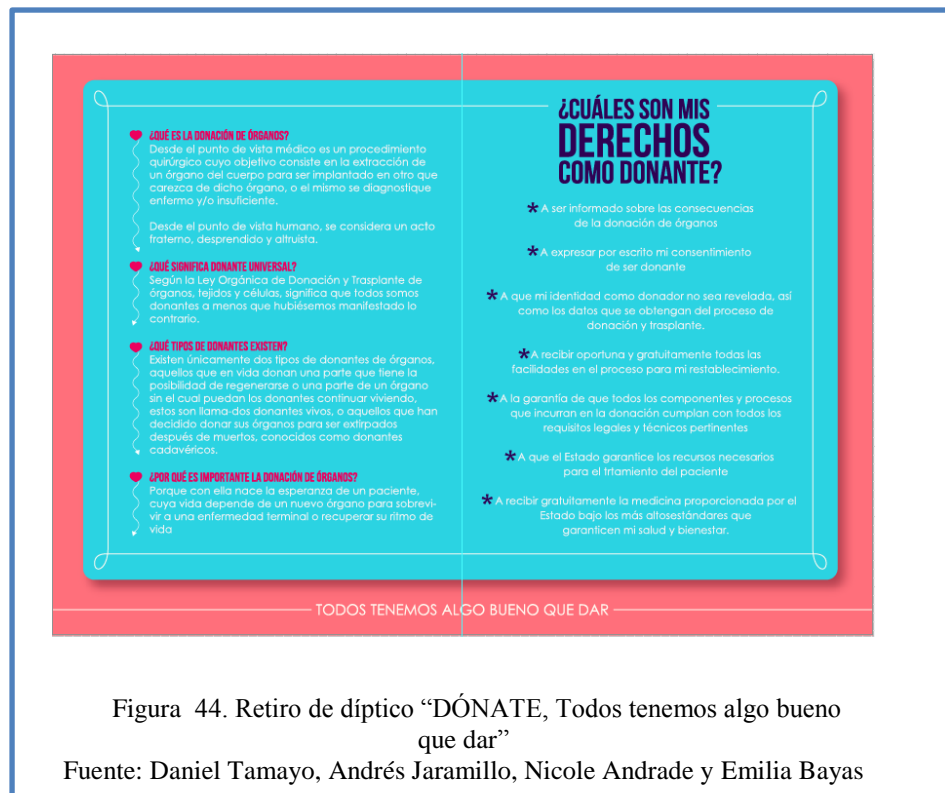 ¿QUÉ ES LA DONACIÓN DE ÓRGANOS?
Desde el punto de vista médico es un procedimiento
quirúrgico cuyo objetivo consiste en la extracción de
un órgano del cuerpo para ser implantado en otro que
carezca de dicho órgano, o el mismo se diagnostique
enfermo y/o insuficiente.
Desde el punto de vista humano, se considera un acto
fraterno, desprendido y altruista.
¿QUÉ SIGNIFICA DONANTE UNIVERSAL?
Según la Ley Orgánica de Donación y Trasplante de
órganos, tejidos y células, significa que todos somos
donantes a menos que hubiésemos manifestado lo
contrario.
¿QUÉ TIPOS DE DONANTES EXISTEN?
Existen únicamente dos tipos de donantes de órganos,
aquellos que en vida donan una parte que tiene la
posibilidad de regenerarse o una parte de un órgano
sin el cual puedan los donantes continuar viviendo,
estos son llama-dos donantes vivos, o aquellos que han
decidido donar sus órganos para ser extirpados
después de muertos, conocidos como donantes
cadavéricos.
¿POR QUÉ ES IMPORTANTE LA DONACIÓN DE ÓRGANOS?
Porque con ella nace la esperanza de un paciente,
cuya vida depende de un nuevo órgano para sobrevi-
vir a una enfermedad terminal o recuperar su ritmo de
vida
¿CUÁLES SON MIS
DERECHOS
COMO DONANTE?
*A ser informado sobre las consecuencias
de la donación de órganos
*A expresar por escrito mi consentimiento
de ser donante
*A que mi identidad como donador no sea revelada, así
como los datos que se obtengan del proceso de
donación y trasplante.
*A recibir oportuna y gratuitamente todas las
facilidades en el proceso para mi restablecimiento.
*A la garantía de que todos los componentes y procesos
que incurran en la donación cumplan con todos los
requisitos legales y técnicos pertinentes
*A que el Estado garantice los recursos necesarios
para el trtamiento del paciente
*A recibir gratuitamente la medicina proporcionada por el
Estado bajo los más altosestándares que
garanticen mi salud y bienestar.
TODOS TENEMOS ALGO BUENO QUE DAR
Figura 44. Retiro de díptico “DÓNATE, Todos tenemos algo bueno
que dar”
Fuente: Daniel Tamayo, Andrés Jaramillo, Nicole Andrade y Emilia Bayas